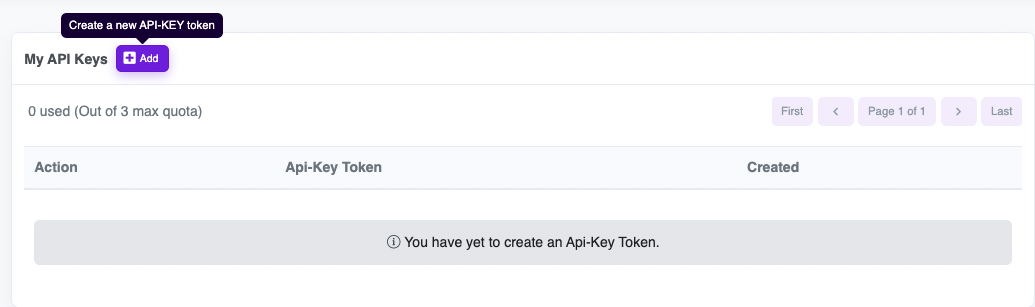 Create a new API-KEY token
My API Keys Add
0 used (Out of 3 max quota) First Page 1 of 1 Last
Action Api-Key Token Created
You have yet to create an Api-Key Token.